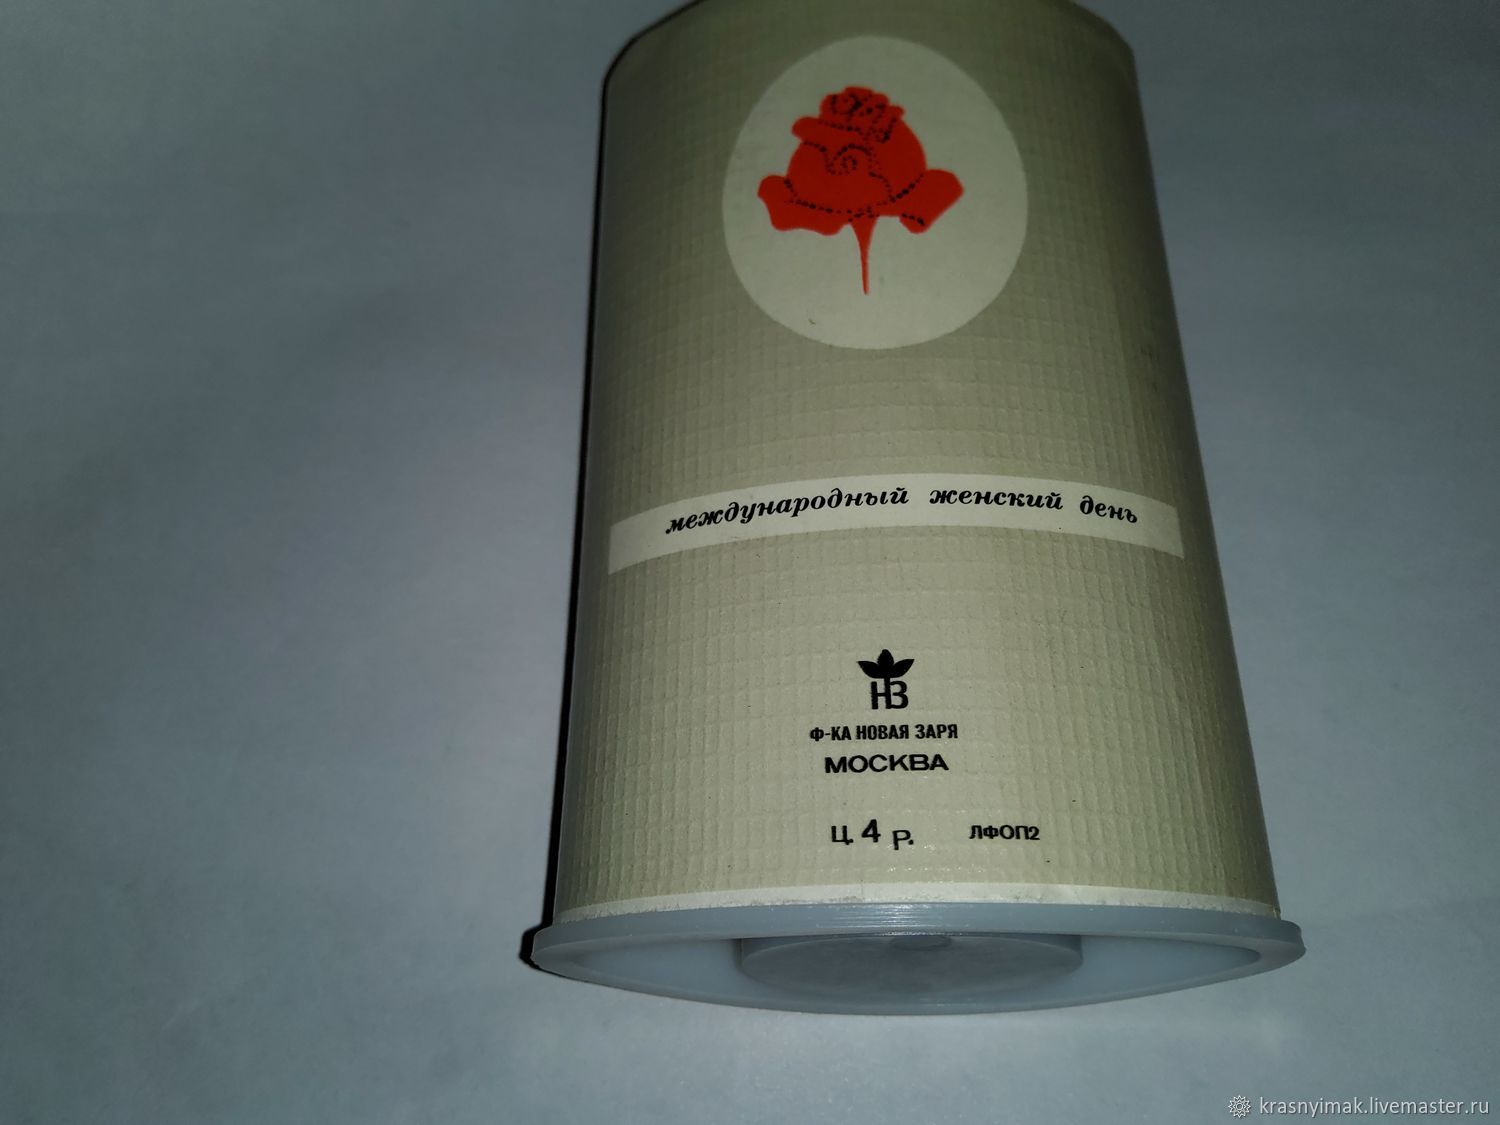 международный женский день
НЗ
Ф-КА НОВАЯ ЗАРЯ
МОСКВА
Ц. 4 Р. ЛФОП2
krasnyimak.livemaster.ru